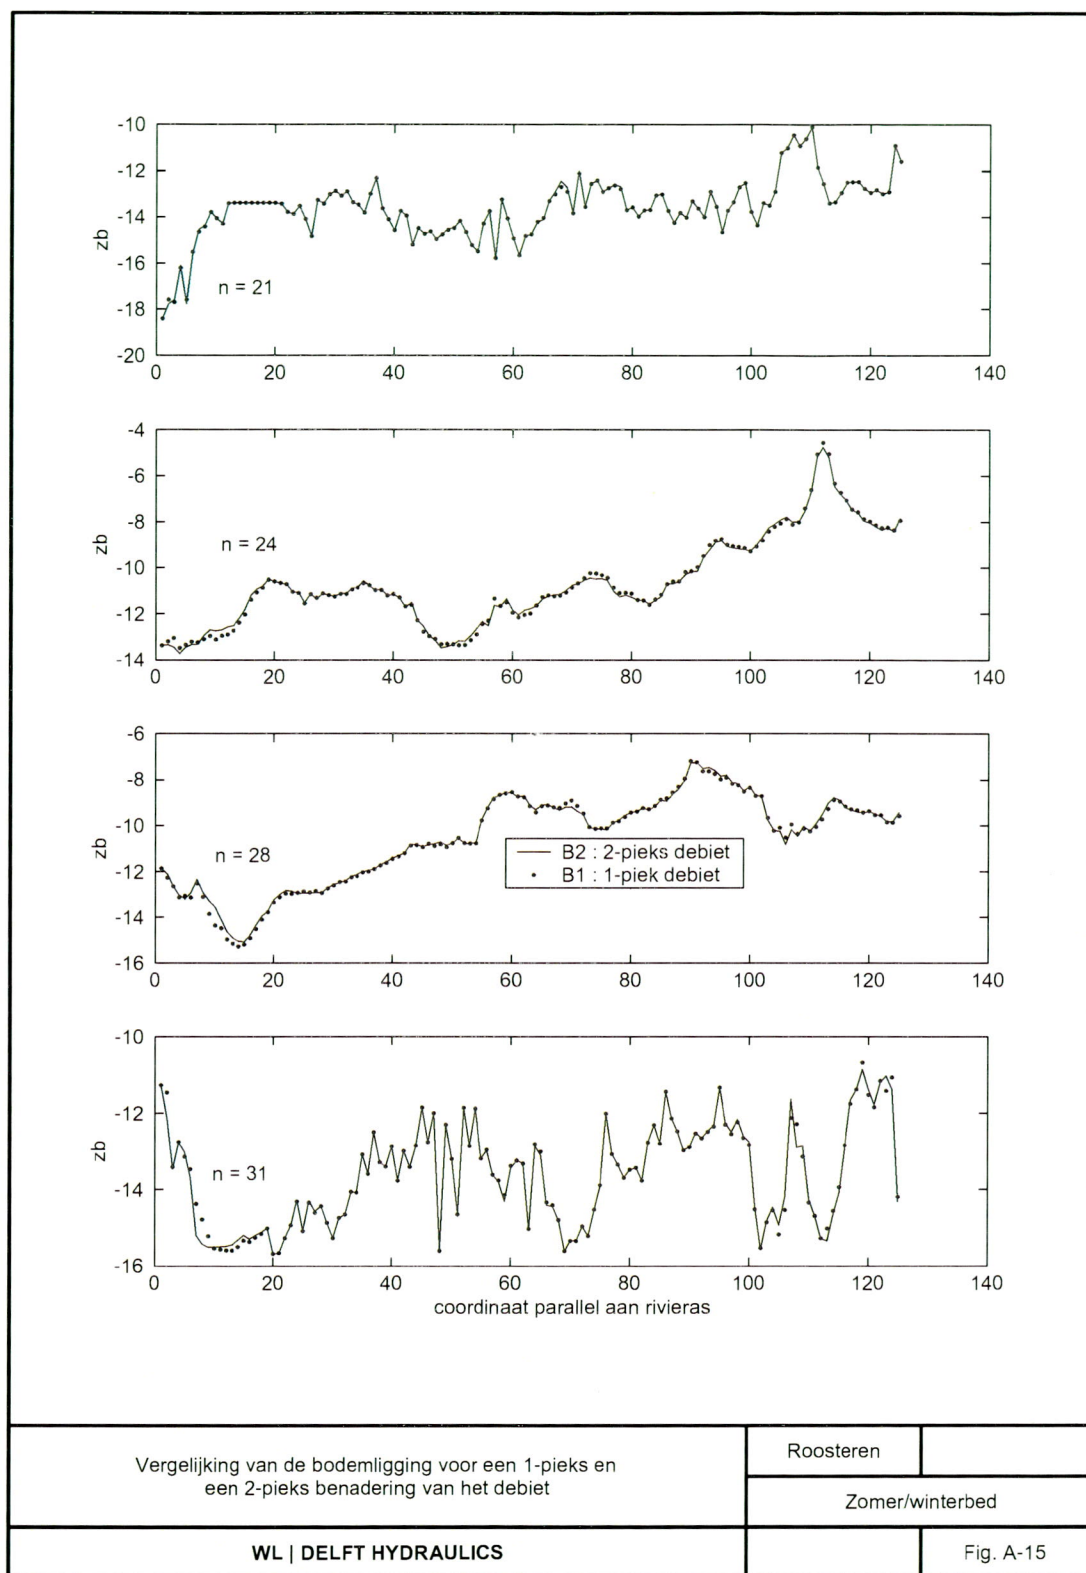 -10
-12
-14
-16
-18
-20
zb
n = 21
0 20 40 60 80 100 120 140
-4
-6
-8
-10
-12
-14
zb
n = 24
0 20 40 60 80 100 120 140
-6
-8
-10
-12
-14
-16
zb
n = 28
B2 : 2-pieks debiet
B1 : 1-piek debiet
0 20 40 60 80 100 120 140
-10
-12
-14
-16
zb
n = 31
0 20 40 60 80 100 120 140
coordinaat parallel aan rivieras
Vergelijking van de bodemligging voor een 1-pieks en
een 2-pieks benadering van het debiet
Roosteren
Zomer/winterbed
WL | DELFT HYDRAULICS
Fig. A-15